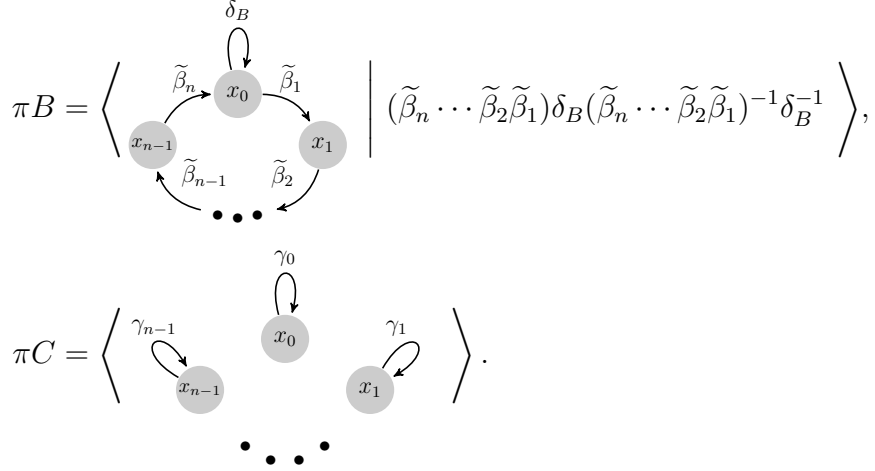 δ_B
πB = ⟨ β̃_n x_0 β̃_1 | (β̃_n ⋯ β̃_2β̃_1)δ_B(β̃_n ⋯ β̃_2β̃_1)^{-1}δ_B^{-1} ⟩,
x_{n-1} x_1
β̃_{n-1} β̃_2
γ_0
γ_{n-1} x_0 γ_1
πC = ⟨ ⟩.
x_{n-1} x_1